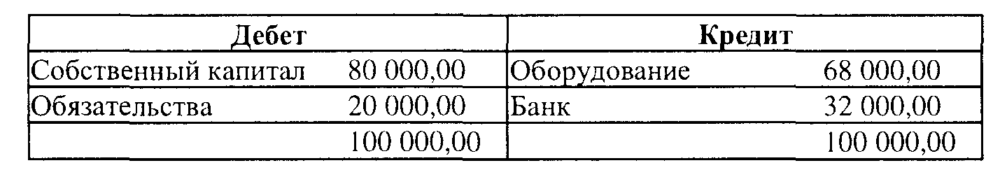 Дебет Кредит
Собственный капитал 80 000,00 Оборудование 68 000,00
Обязательства 20 000,00 Банк 32 000,00
100 000,00 100 000,00